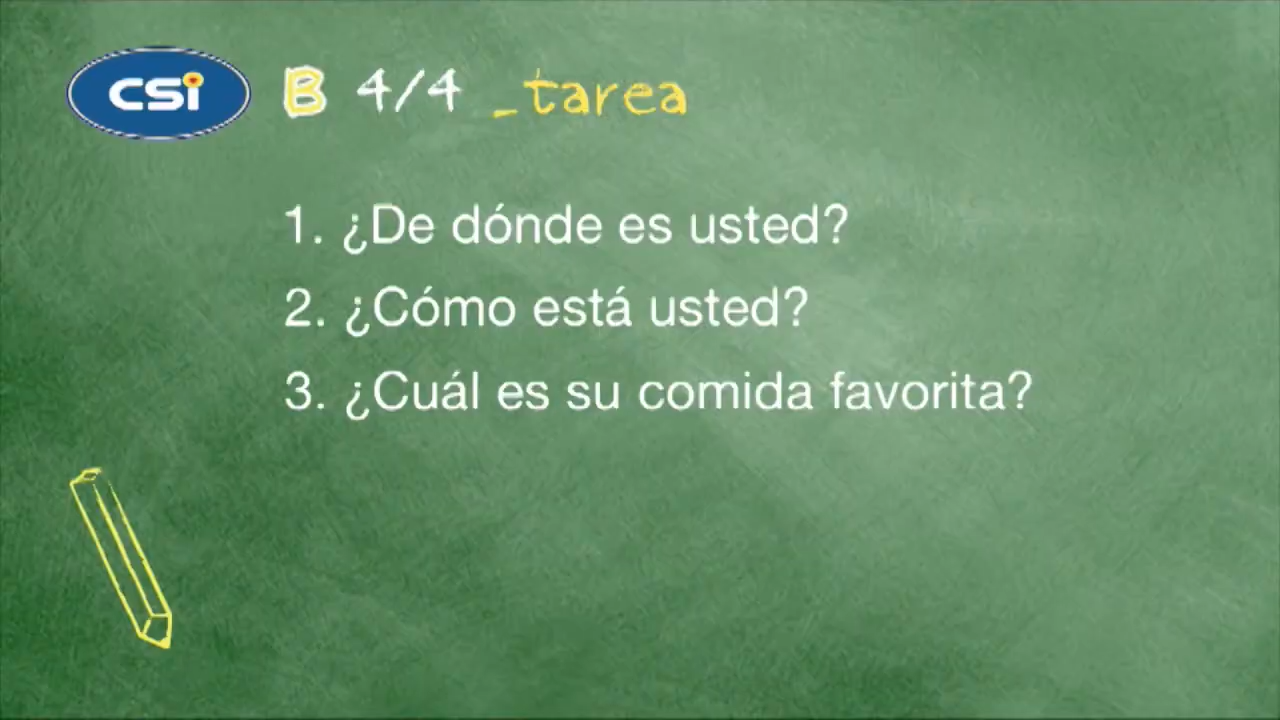 CSi B 4/4 _tarea
1. ¿De dónde es usted?
2. ¿Cómo está usted?
3. ¿Cuál es su comida favorita?